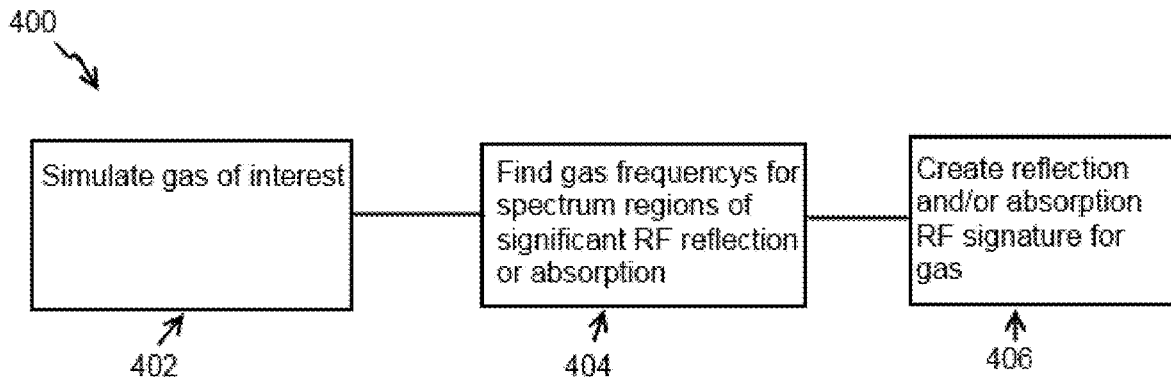 400
Simulate gas of interest
Find gas frequencys for
spectrum regions of
significant RF reflection
or absorption
Create reflection
and/or absorption
RF signature for
gas
402
404
406